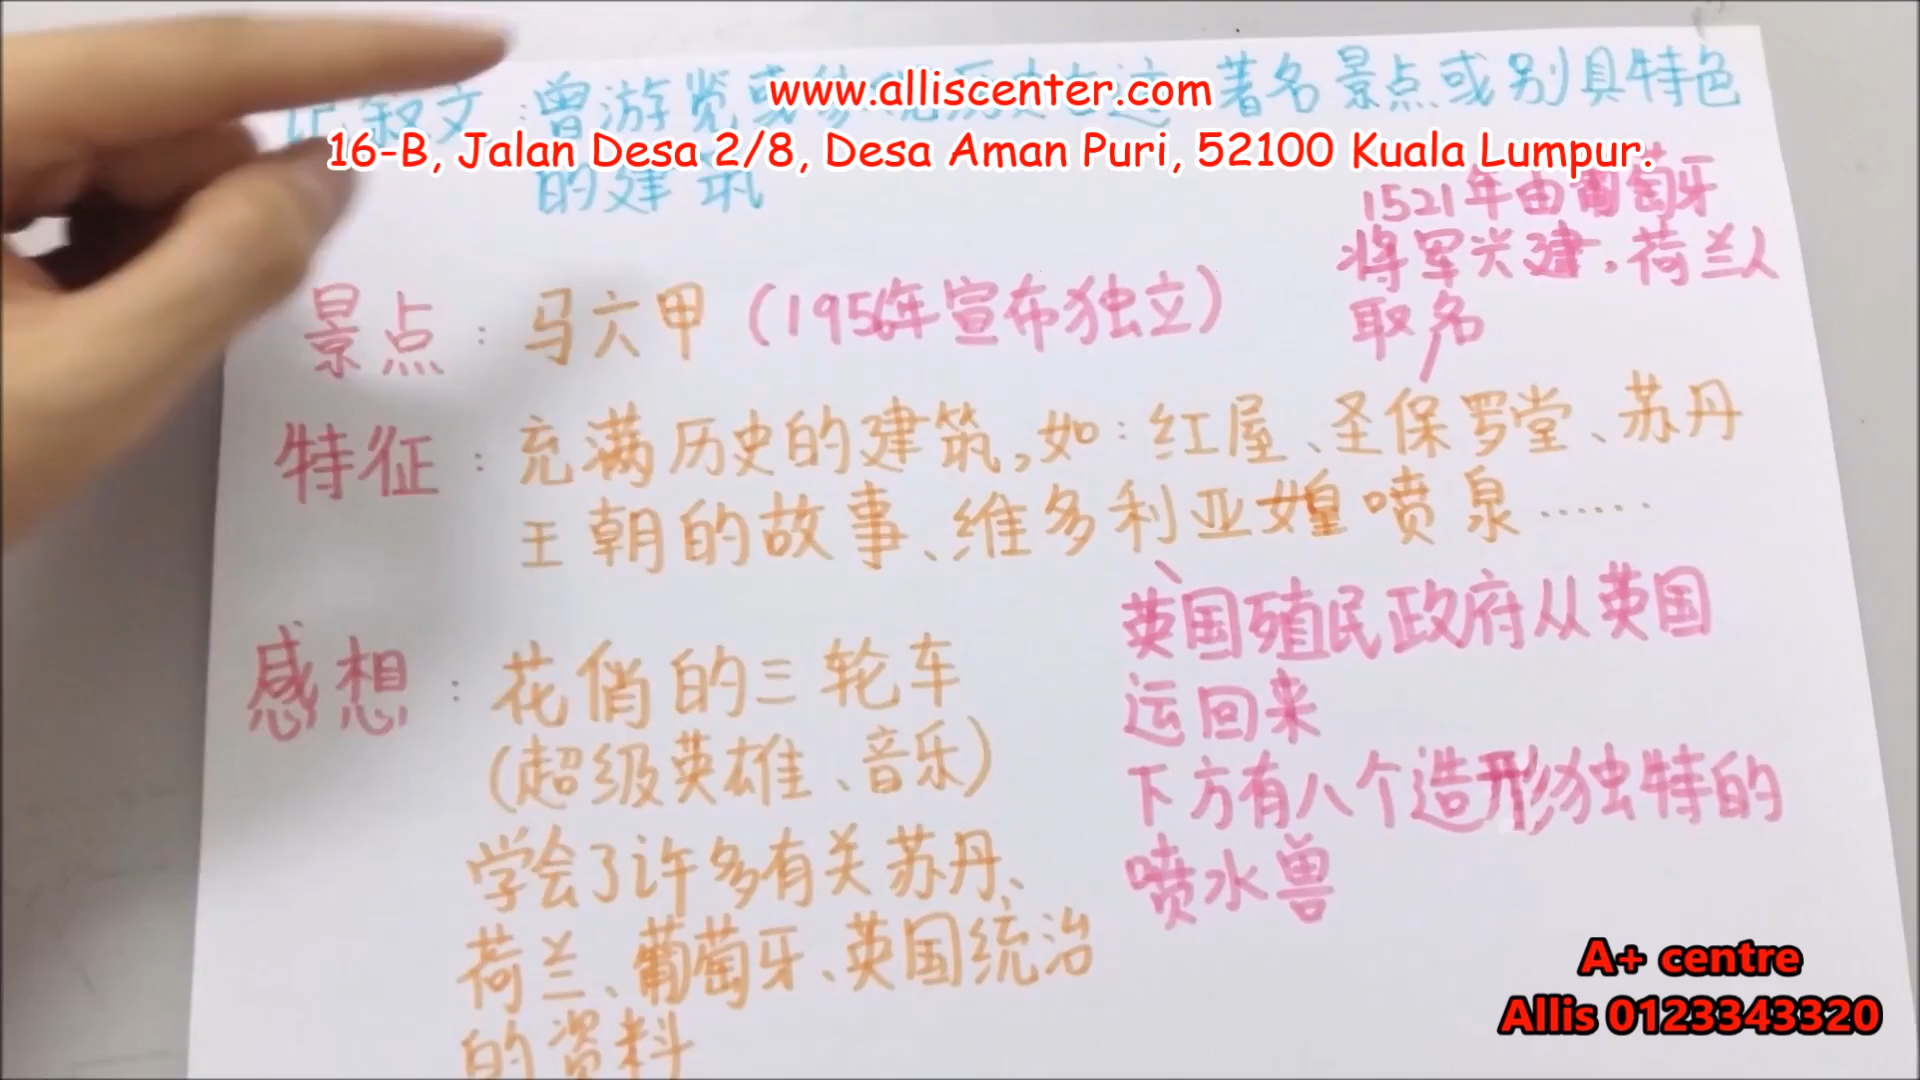 www.alliscenter.com
记叙文:曾游览或参观 著名景点或别具特色
16-B, Jalan Desa 2/8, Desa Aman Puri, 52100 Kuala Lumpur.
的建筑
1521年由葡萄牙
将军兴建,荷兰人
取名
景点:马六甲(1956年宣布独立)
特征:充满历史的建筑,如:红屋、圣保罗堂、苏丹
王朝的故事、维多利亚女皇喷泉……
英国殖民政府从英国
运回来
下方有八个造形独特的
喷水兽
感想:花俏的三轮车
(超级英雄、音乐)
学会了许多有关苏丹、
荷兰、葡萄牙、英国统治
的资料
A+ centre
Allis 0123343320